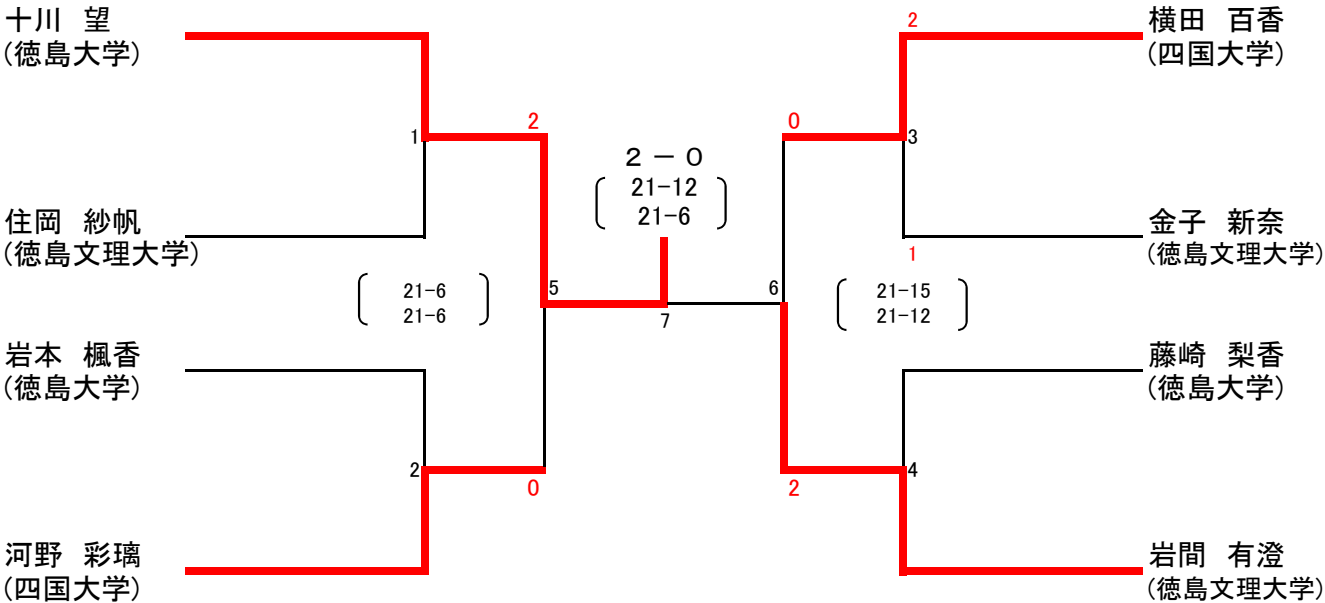 十川 望
(徳島大学)
2
横田 百香
(四国大学)
1
2
0
3
2 － 0
21-12
21-6
住岡 紗帆
(徳島文理大学)
金子 新奈
(徳島文理大学)
1
21-6
21-6
5
7
6
21-15
21-12
岩本 楓香
(徳島大学)
藤崎 梨香
(徳島大学)
2
0
2
4
河野 彩璃
(四国大学)
岩間 有澄
(徳島文理大学)